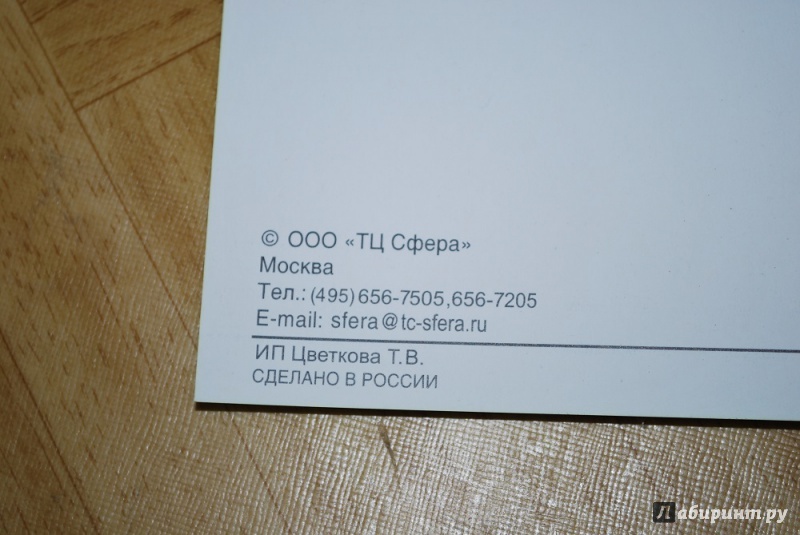 © ООО «ТЦ Сфера»
Москва
Тел.: (495) 656-7505, 656-7205
E-mail: sfera@tc-sfera.ru
ИП Цветкова Т.В.
СДЕЛАНО В РОССИИ
Лабиринт.ру